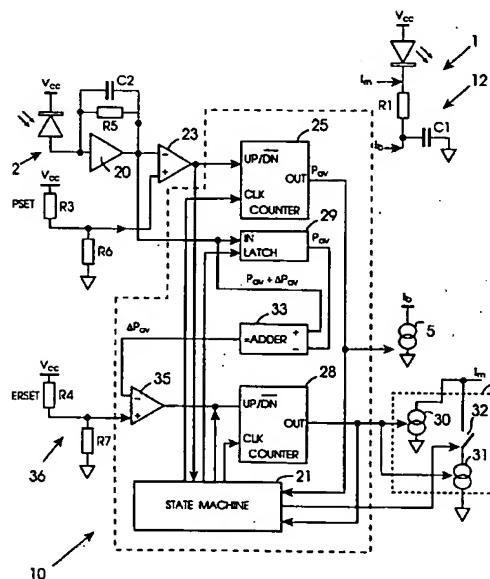 Vcc
1
Im
R1
12
C1
Ib
C2
Vcc
R5
23
25
2
20
UP/DN
Pav
OUT
CLK
COUNTER
Vcc
PSET
R3
R6
29
IN
LATCH
Pav
Pav + ΔPav
33
ΔPav
=ADDER
+
-
Ib
5
Vcc
ERSET
R4
35
28
UP/DN
OUT
CLK
COUNTER
Im
30
32
31
R7
36
21
STATE MACHINE
10